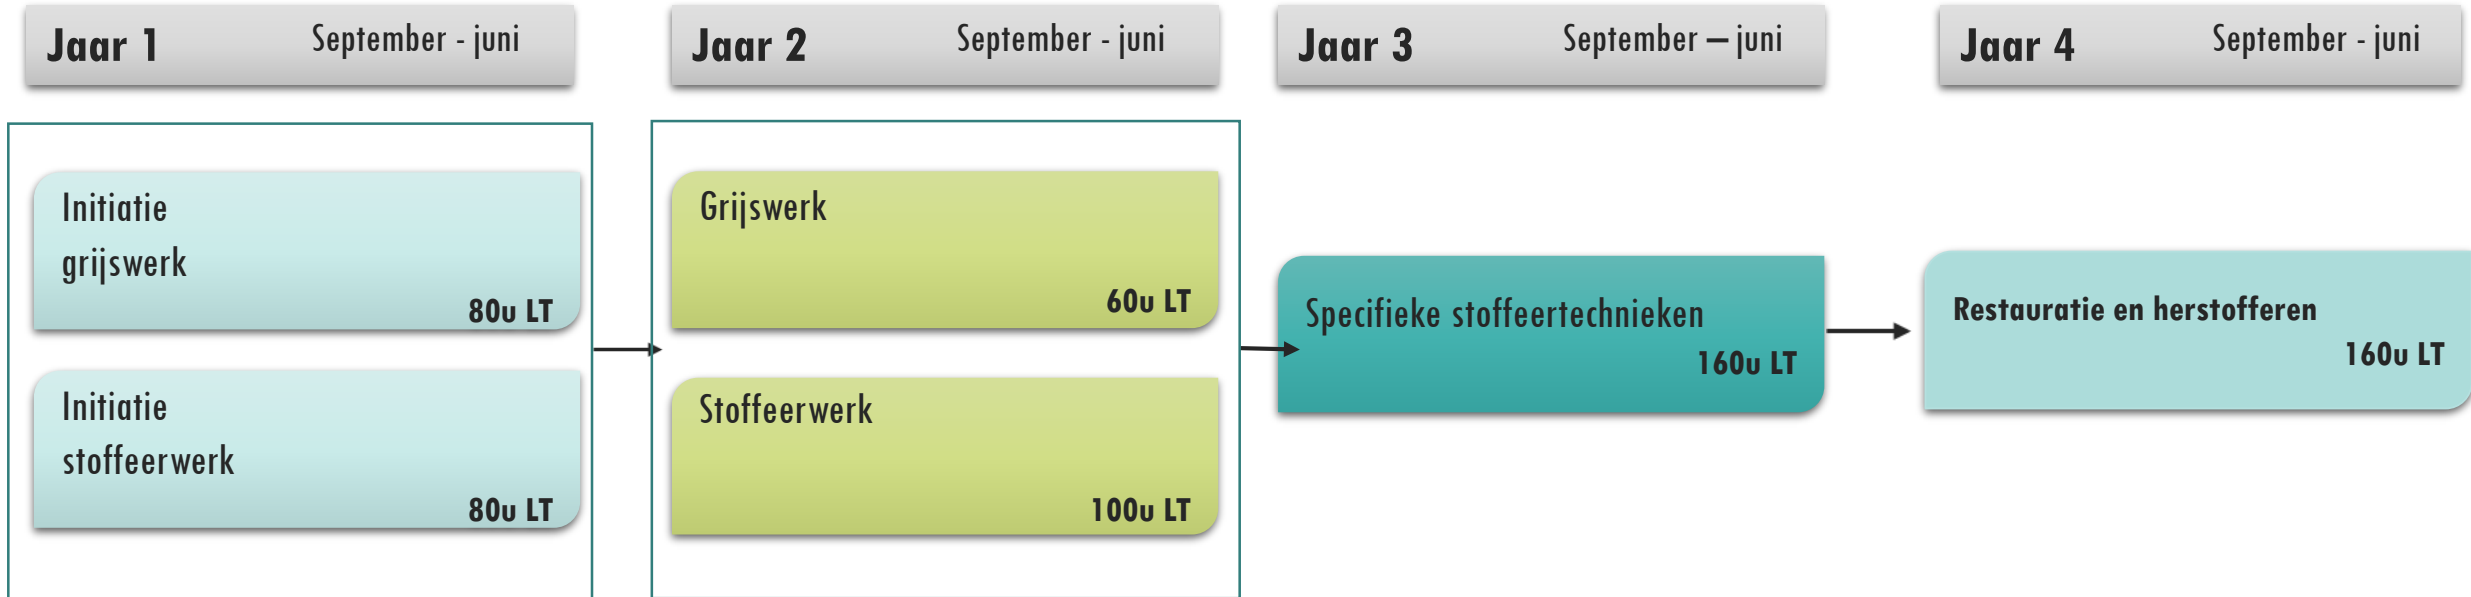 Jaar 1 September - juni
Jaar 2 September - juni
Jaar 3 September – juni
Jaar 4 September - juni
Initiatie
grijswerk
80u LT
Initiatie
stoffeerwerk
80u LT
Grijswerk
60u LT
Stoffeerwerk
100u LT
Specifieke stoffeertechnieken
160u LT
Restauratie en herstofferen
160u LT